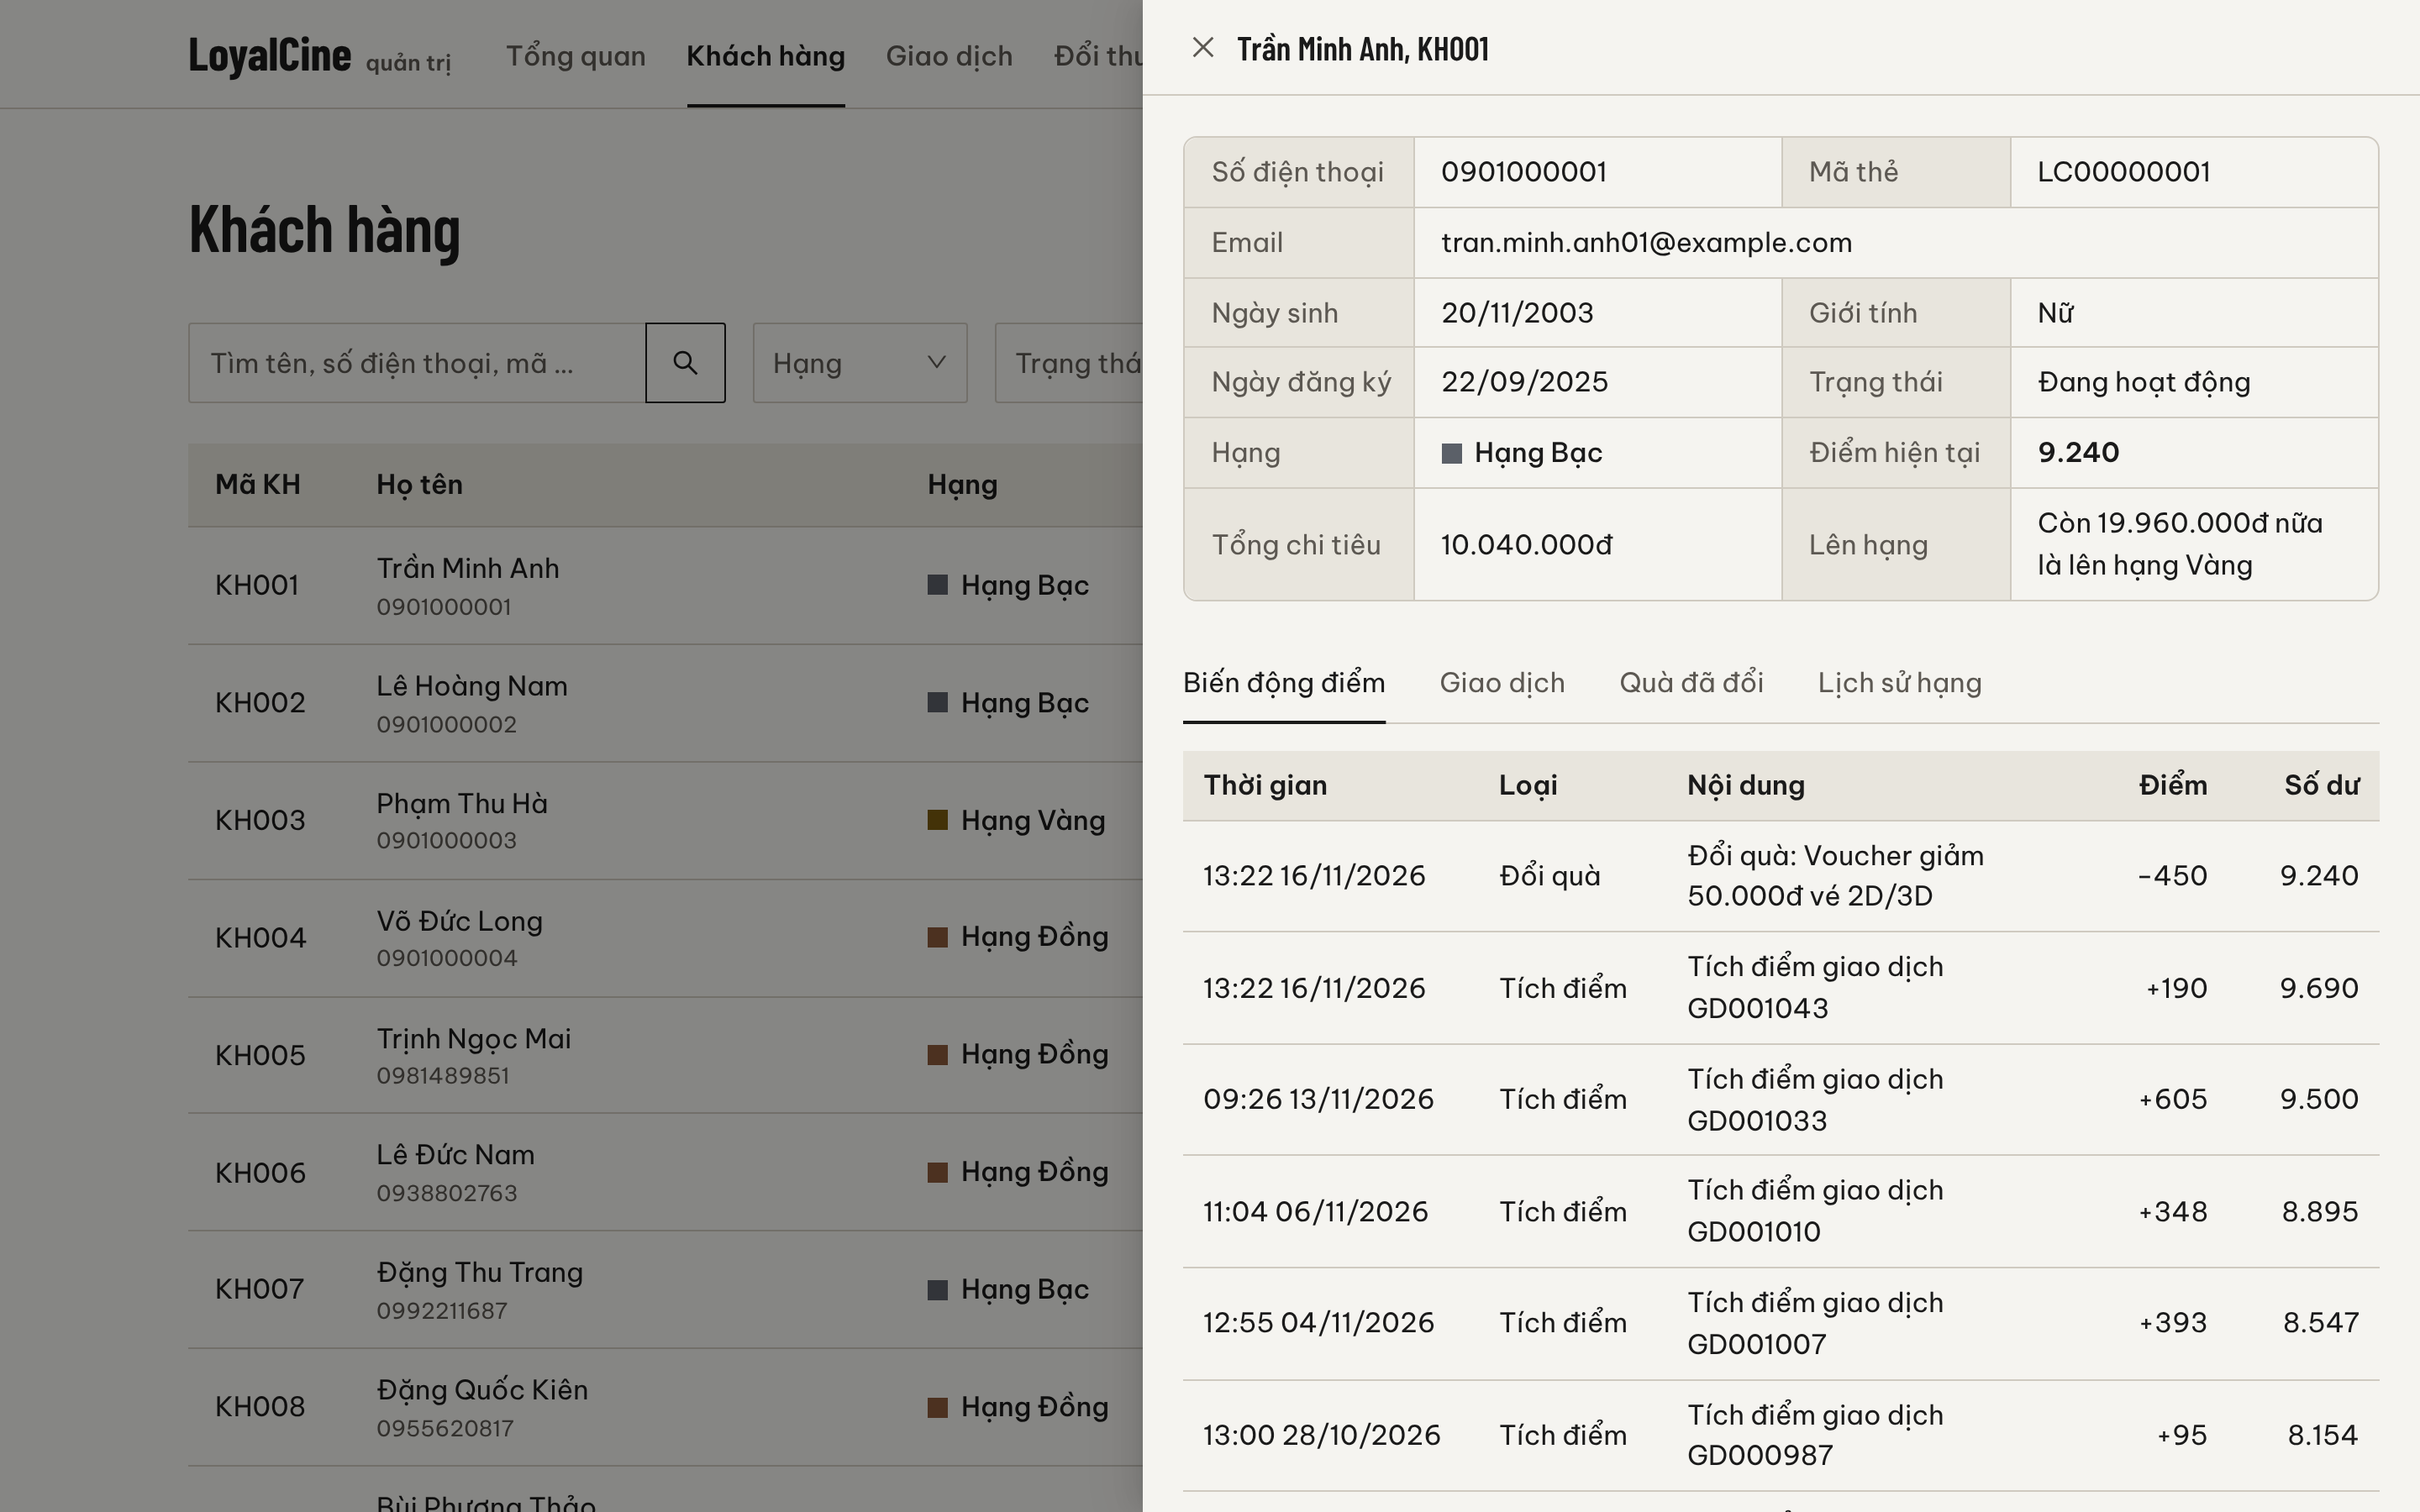 LoyalCine quản trị Tổng quan Khách hàng Giao dịch Đổi thu
Khách hàng
Tìm tên, số điện thoại, mã ...
Hạng
Trạng thá
Mã KH Họ tên Hạng
KH001 Trần Minh Anh Hạng Bạc
0901000001
KH002 Lê Hoàng Nam Hạng Bạc
0901000002
KH003 Phạm Thu Hà Hạng Vàng
0901000003
KH004 Võ Đức Long Hạng Đồng
0901000004
KH005 Trịnh Ngọc Mai Hạng Đồng
0981489851
KH006 Lê Đức Nam Hạng Đồng
0938802763
KH007 Đặng Thu Trang Hạng Bạc
0992211687
KH008 Đặng Quốc Kiên Hạng Đồng
0955620817
Bùi Phương Thảo
Trần Minh Anh, KH001
Số điện thoại 0901000001 Mã thẻ LC00000001
Email tran.minh.anh01@example.com
Ngày sinh 20/11/2003 Giới tính Nữ
Ngày đăng ký 22/09/2025 Trạng thái Đang hoạt động
Hạng Hạng Bạc Điểm hiện tại 9.240
Tổng chi tiêu 10.040.000đ Lên hạng Còn 19.960.000đ nữa
là lên hạng Vàng
Biến động điểm Giao dịch Quà đã đổi Lịch sử hạng
Thời gian Loại Nội dung Điểm Số dư
13:22 16/11/2026 Đổi quà Đổi quà: Voucher giảm −450 9.240
50.000đ vé 2D/3D
13:22 16/11/2026 Tích điểm Tích điểm giao dịch +190 9.690
GD001043
09:26 13/11/2026 Tích điểm Tích điểm giao dịch +605 9.500
GD001033
11:04 06/11/2026 Tích điểm Tích điểm giao dịch +348 8.895
GD001010
12:55 04/11/2026 Tích điểm Tích điểm giao dịch +393 8.547
GD001007
13:00 28/10/2026 Tích điểm Tích điểm giao dịch +95 8.154
GD000987